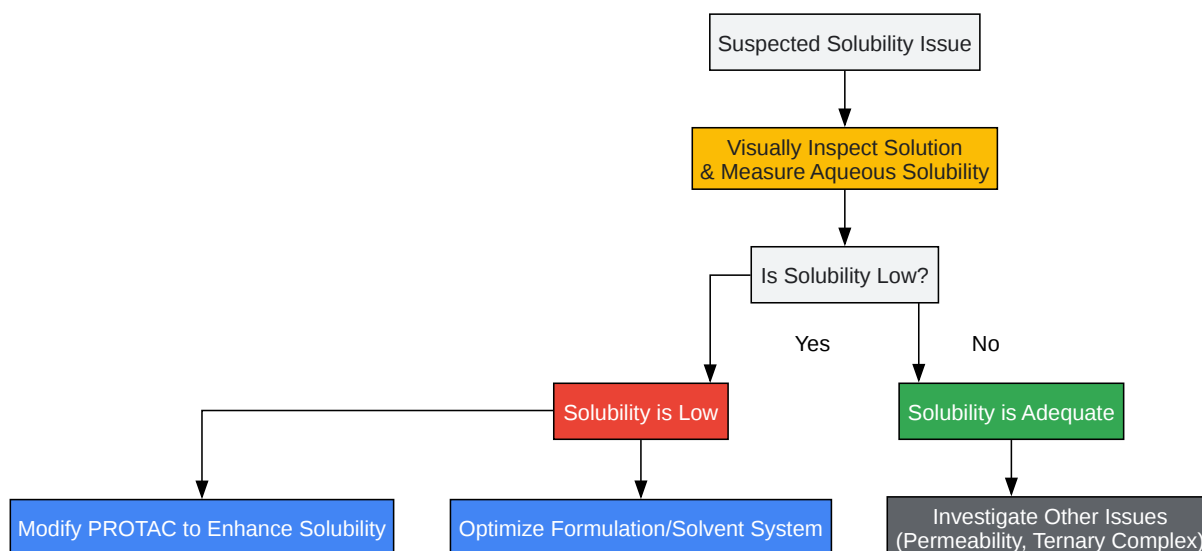 Suspected Solubility Issue
Visually Inspect Solution
& Measure Aqueous Solubility
Is Solubility Low?
Yes
No
Solubility is Low
Solubility is Adequate
Modify PROTAC to Enhance Solubility
Optimize Formulation/Solvent System
Investigate Other Issues
(Permeability, Ternary Complex